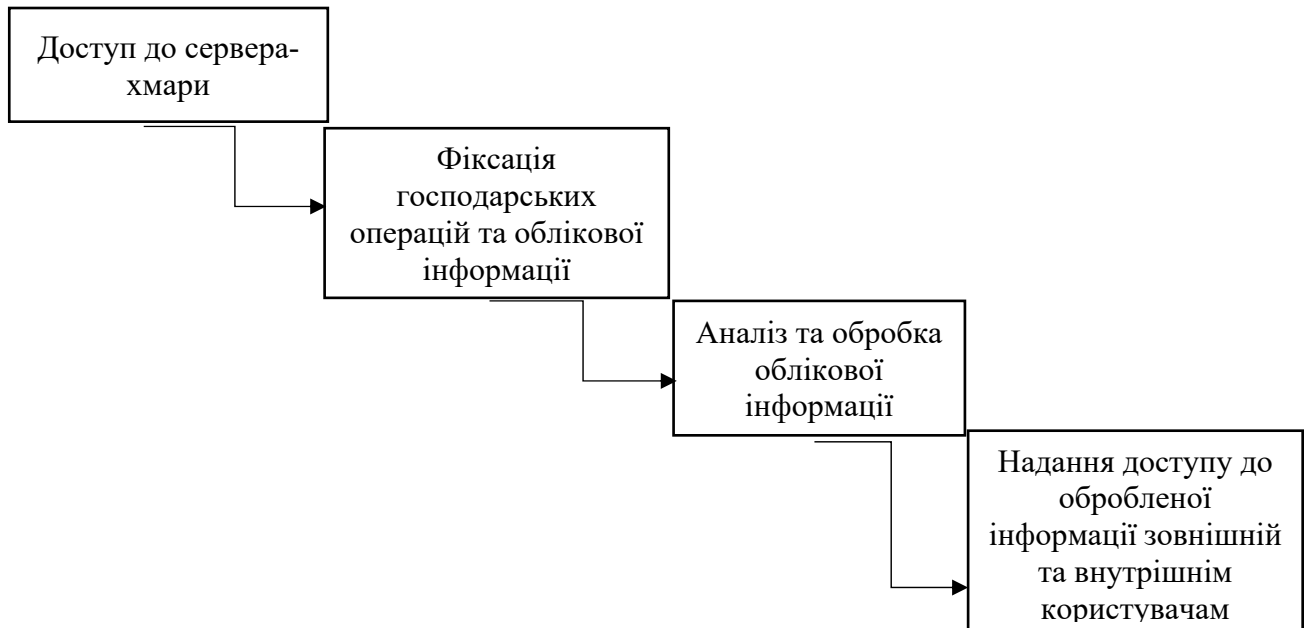 Доступ до сервера-
хмари
Фіксація
господарських
операцій та облікової
інформації
Аналіз та обробка
облікової
інформації
Надання доступу до
обробленої
інформації зовнішній
та внутрішнім
користувачам